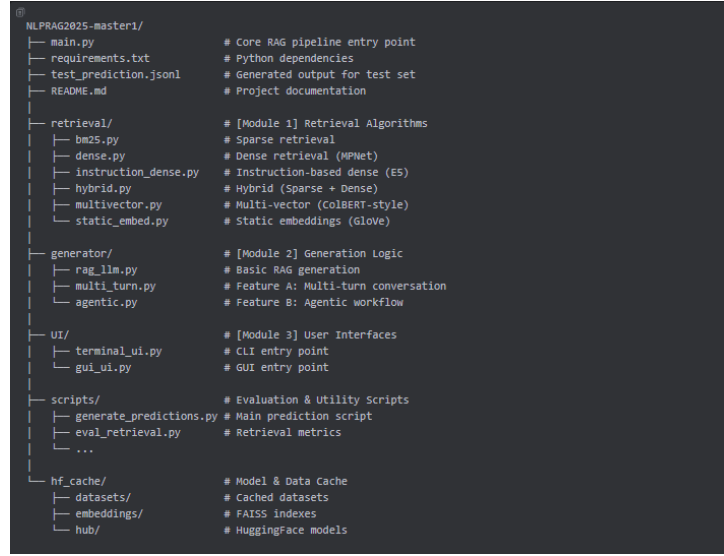 NLPRAG2025-master1/
├── main.py                  # Core RAG pipeline entry point
├── requirements.txt         # Python dependencies
├── test_prediction.jsonl    # Generated output for test set
├── README.md                # Project documentation
│
├── retrieval/               # [Module 1] Retrieval Algorithms
│   ├── bm25.py              # Sparse retrieval
│   ├── dense.py             # Dense retrieval (MPNet)
│   ├── instruction_dense.py # Instruction-based dense (E5)
│   ├── hybrid.py            # Hybrid (Sparse + Dense)
│   ├── multivector.py       # Multi-vector (ColBERT-style)
│   └── static_embed.py      # Static embeddings (GloVe)
│
├── generator/               # [Module 2] Generation Logic
│   ├── rag_llm.py           # Basic RAG generation
│   ├── multi_turn.py        # Feature A: Multi-turn conversation
│   └── agentic.py           # Feature B: Agentic workflow
│
├── UI/                      # [Module 3] User Interfaces
│   ├── terminal_ui.py       # CLI entry point
│   └── gui_ui.py            # GUI entry point
│
├── scripts/                 # Evaluation & Utility Scripts
│   ├── generate_predictions.py # Main prediction script
│   ├── eval_retrieval.py    # Retrieval metrics
│   └── ...
│
└── hf_cache/                # Model & Data Cache
    ├── datasets/            # Cached datasets
    ├── embeddings/          # FAISS indexes
    └── hub/                 # HuggingFace models